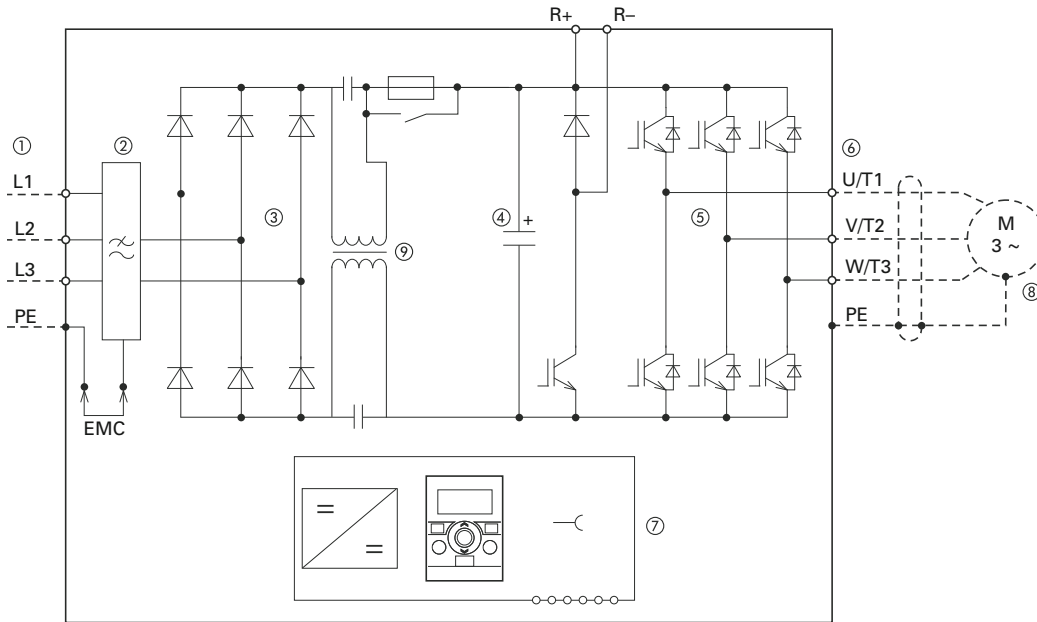 R+ R–
① ② ⑥
L1 U/T1
③ ④ + ⑤ M
L2 V/T2 3 ~
⑨
L3 W/T3
⑧
PE PE
EMC
⑦